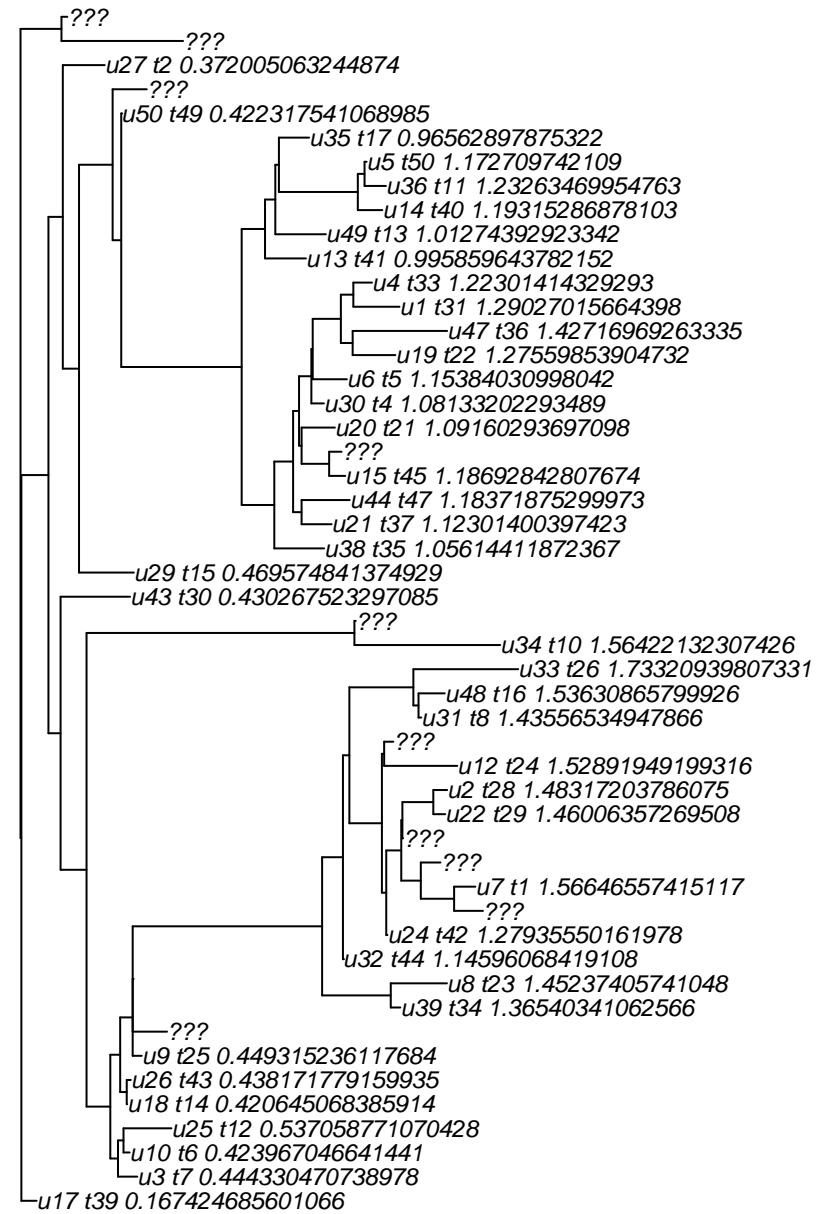 ???
???
u27 t2 0.372005063244874
???
u50 t49 0.422317541068985
u35 t17 0.96562897875322
u5 t50 1.172709742109
u36 t11 1.23263469954763
u14 t40 1.19315286878103
u49 t13 1.01274392923342
u13 t41 0.995859643782152
u4 t33 1.22301414329293
u1 t31 1.29027015664398
u47 t36 1.42716969263335
u19 t22 1.27559853904732
u6 t5 1.15384030998042
u30 t4 1.08133202293489
u20 t21 1.09160293697098
???
u15 t45 1.18692842807674
u44 t47 1.18371875299973
u21 t37 1.12301400397423
u38 t35 1.05614411872367
u29 t15 0.469574841374929
u43 t30 0.430267523297085
???
u34 t10 1.56422132307426
u33 t26 1.73320939807331
u48 t16 1.53630865799926
u31 t8 1.43556534947866
???
u12 t24 1.52891949199316
u2 t28 1.48317203786075
u22 t29 1.46006357269508
???
???
u7 t1 1.56646557415117
???
u24 t42 1.27935550161978
u32 t44 1.14596068419108
u8 t23 1.45237405741048
u39 t34 1.36540341062566
???
u9 t25 0.449315236117684
u26 t43 0.438171779159935
u18 t14 0.420645068385914
u25 t12 0.537058771070428
u10 t6 0.423967046641441
u3 t7 0.444330470738978
u17 t39 0.167424685601066